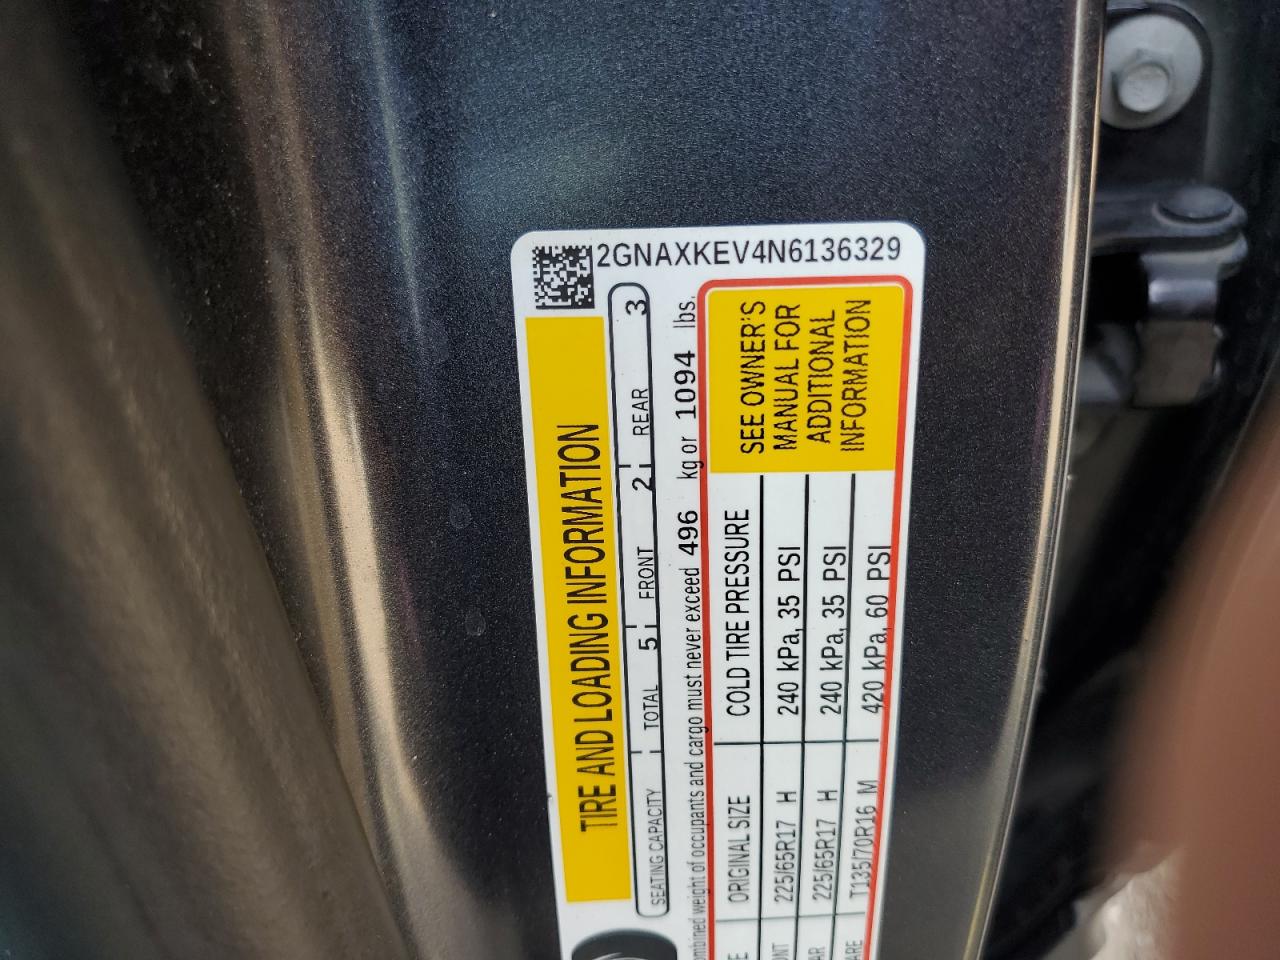 2GNAXKEV4N6136329
TIRE AND LOADING INFORMATION
SEATING CAPACITY TOTAL 5 FRONT 2 REAR 3
weight of occupants and cargo must never exceed 496 kg or 1094 lbs.
ORIGINAL SIZE COLD TIRE PRESSURE
225/65R17 H 240 kPa, 35 PSI
225/65R17 H 240 kPa, 35 PSI
T135/70R16 M 420 kPa, 60 PSI
SEE OWNER'S
MANUAL FOR
ADDITIONAL
INFORMATION